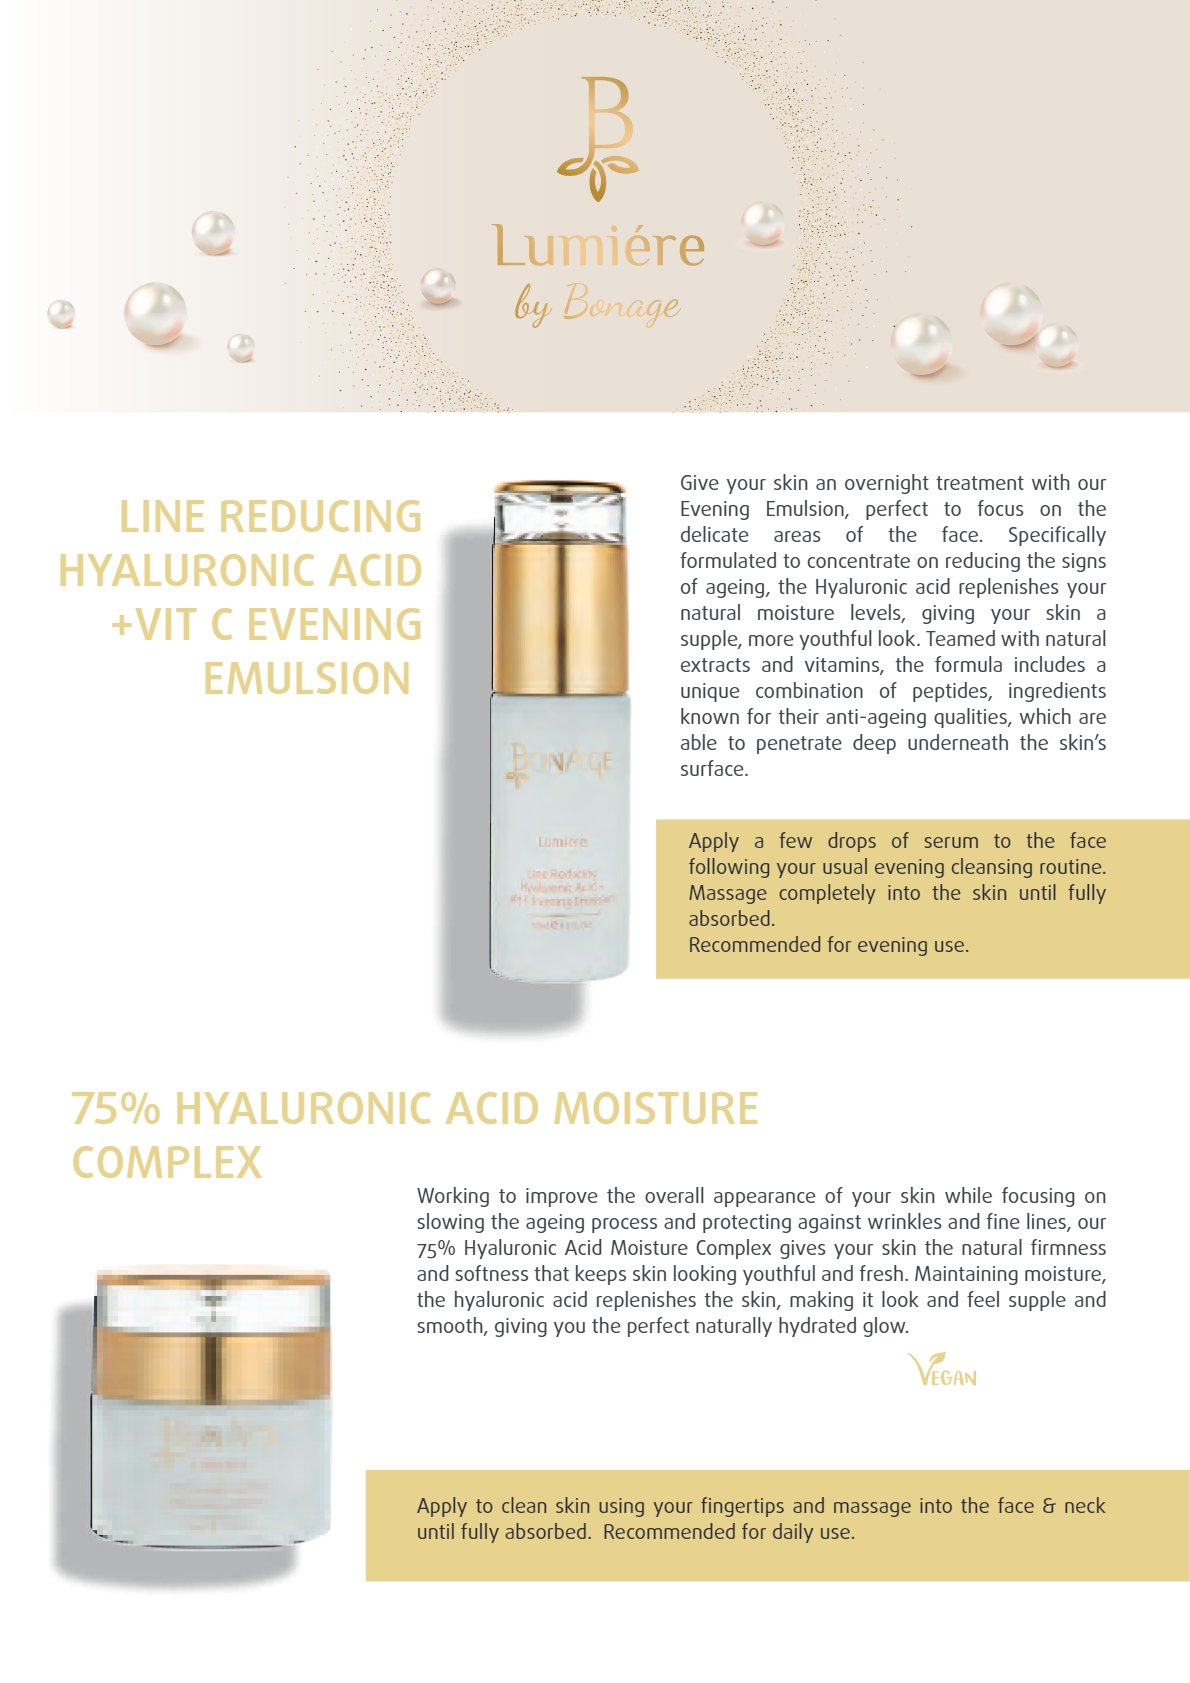 B
Lumiére
by Bonage
LINE REDUCING
HYALURONIC ACID
+VIT C EVENING
EMULSION
Give your skin an overnight treatment with our
Evening Emulsion, perfect to focus on the
delicate areas of the face. Specifically
formulated to concentrate on reducing the signs
of ageing, the Hyaluronic acid replenishes your
natural moisture levels, giving your skin a
supple, more youthful look. Teamed with natural
extracts and vitamins, the formula includes a
unique combination of peptides, ingredients
known for their anti-ageing qualities, which are
able to penetrate deep underneath the skin’s
surface.
BONAGE
Lumiére
Line Reducing
Hyaluronic Acid +
Vit C Evening Emulsion
Apply a few drops of serum to the face
following your usual evening cleansing routine.
Massage completely into the skin until fully
absorbed.
Recommended for evening use.
75% HYALURONIC ACID MOISTURE
COMPLEX
Working to improve the overall appearance of your skin while focusing on
slowing the ageing process and protecting against wrinkles and fine lines, our
75% Hyaluronic Acid Moisture Complex gives your skin the natural firmness
and softness that keeps skin looking youthful and fresh. Maintaining moisture,
the hyaluronic acid replenishes the skin, making it look and feel supple and
smooth, giving you the perfect naturally hydrated glow.
VEGAN
Apply to clean skin using your fingertips and massage into the face & neck
until fully absorbed. Recommended for daily use.